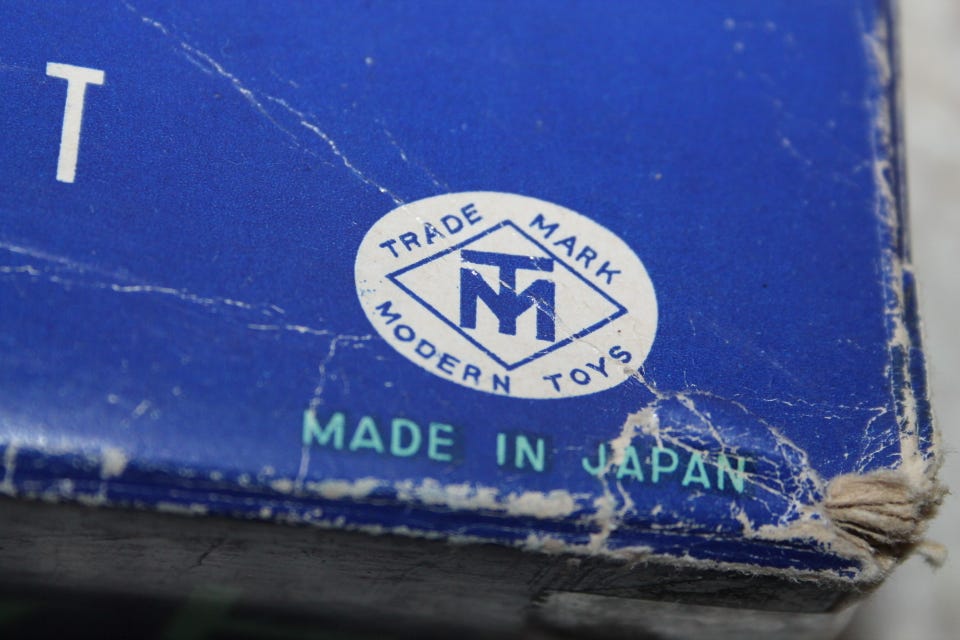 T
TRADE MARK
TM
MODERN TOYS
MADE IN JAPAN